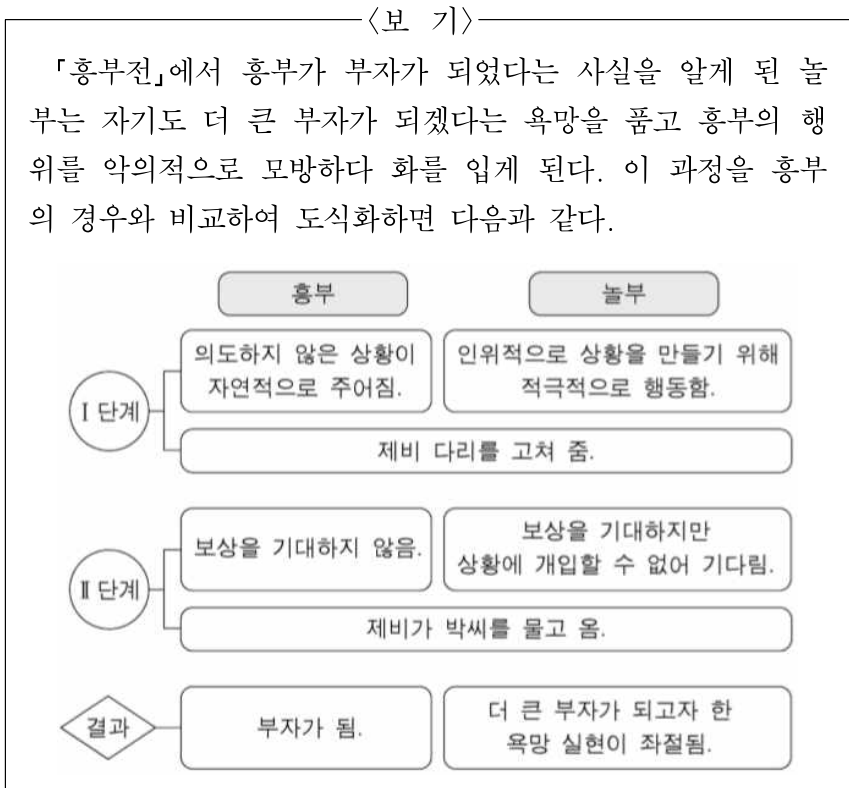 〈보 기〉
「흥부전」에서 흥부가 부자가 되었다는 사실을 알게 된 놀
부는 자기도 더 큰 부자가 되겠다는 욕망을 품고 흥부의 행
위를 악의적으로 모방하다 화를 입게 된다. 이 과정을 흥부
의 경우와 비교하여 도식화하면 다음과 같다.
흥부
놀부
Ⅰ 단계
의도하지 않은 상황이
자연적으로 주어짐.
인위적으로 상황을 만들기 위해
적극적으로 행동함.
제비 다리를 고쳐 줌.
Ⅱ 단계
보상을 기대하지 않음.
보상을 기대하지만
상황에 개입할 수 없어 기다림.
제비가 박씨를 물고 옴.
결과
부자가 됨.
더 큰 부자가 되고자 한
욕망 실현이 좌절됨.